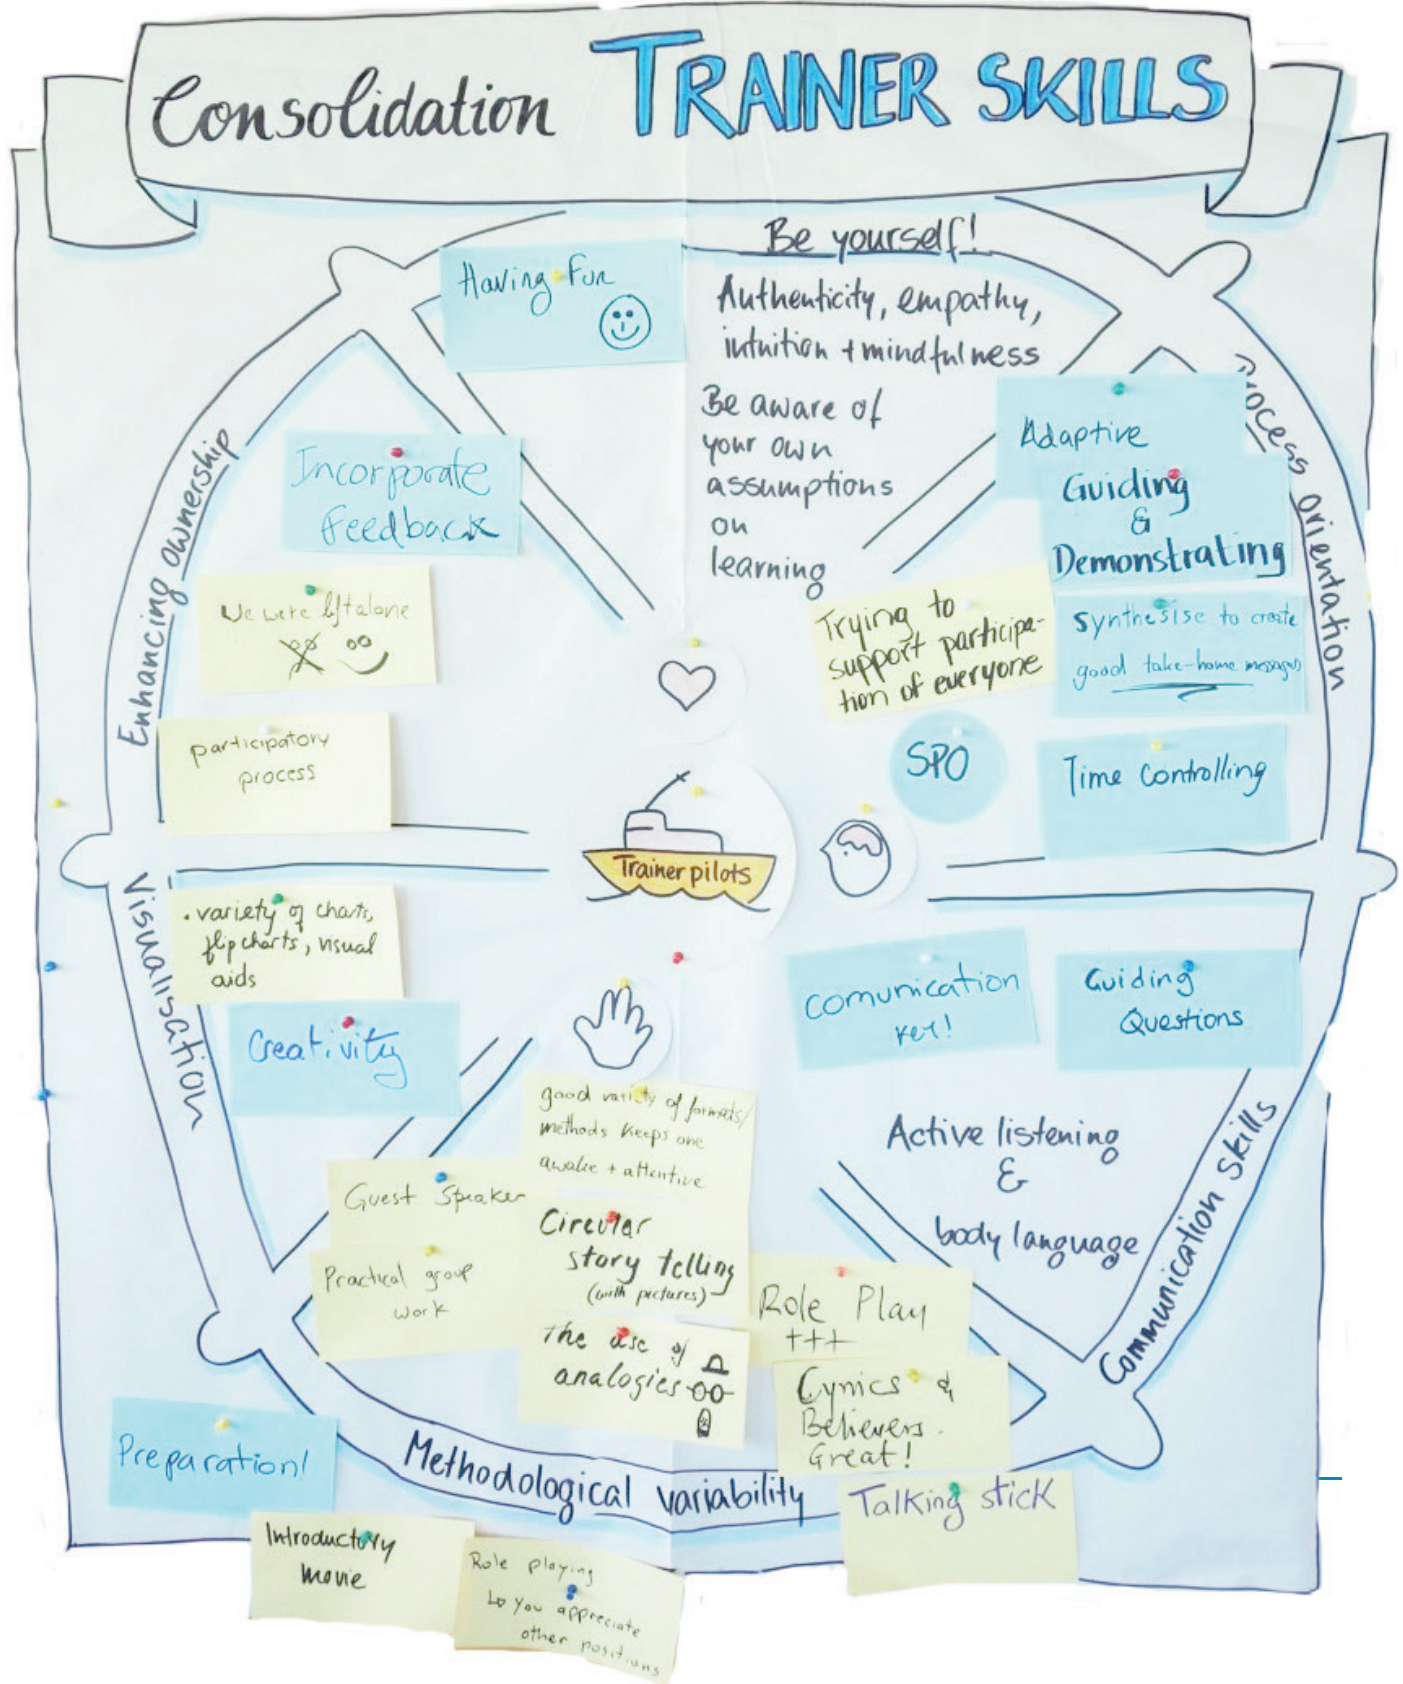 Consolidation TRAINER SKILLS
Be yourself!
Having Fun
Authenticity, empathy,
intuition + mindfulness
Be aware of
your own
assumptions
on
learning
Process orientation
Adaptive
Guiding
&
Demonstrating
Trying to
support participa-
tion of everyone
Synthesise to create
good take-home messages
SPO
Time Controlling
Enhancing ownership
Incorporate
feedback
We were left alone
participatory
process
Trainerpilots
Visualisation
. variety of charts,
flipcharts, visual
aids
Creativity
Comunication
key!
Guiding
Questions
Active listening
&
body language
Communication skills
good variety of formats/
methods keeps one
awake + attentive
Guest Speaker
Circular
story telling
(with pictures)
Practical group
work
The use of
analogies
Role Play
+++
Cynics &
Believers.
Great!
Methodological variability
Talking stick
Preparation!
Introductory
movie
Role playing
↳ you appreciate
other positions